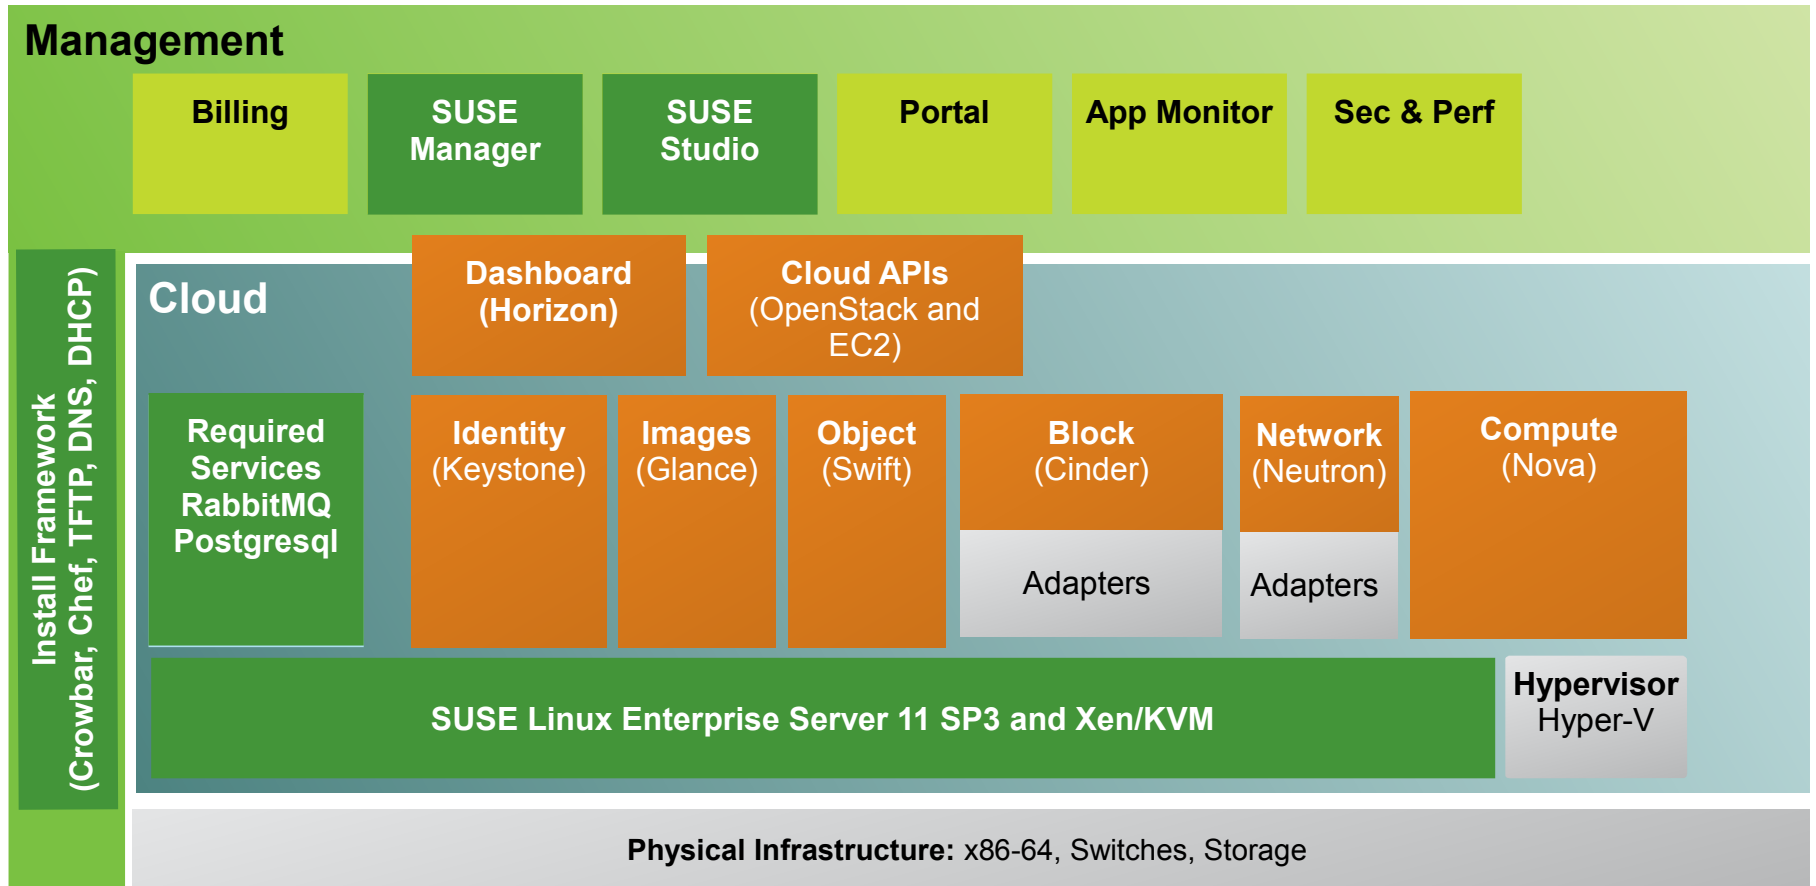 Management
Billing
SUSE
Manager
SUSE
Studio
Portal
App Monitor
Sec & Perf
Install Framework
(Crowbar, Chef, TFTP, DNS, DHCP)
Cloud
Dashboard
(Horizon)
Cloud APIs
(OpenStack and
EC2)
Required
Services
RabbitMQ
Postgresql
Identity
(Keystone)
Images
(Glance)
Object
(Swift)
Block
(Cinder)
Adapters
Network
(Neutron)
Adapters
Compute
(Nova)
SUSE Linux Enterprise Server 11 SP3 and Xen/KVM
Hypervisor
Hyper-V
Physical Infrastructure: x86-64, Switches, Storage